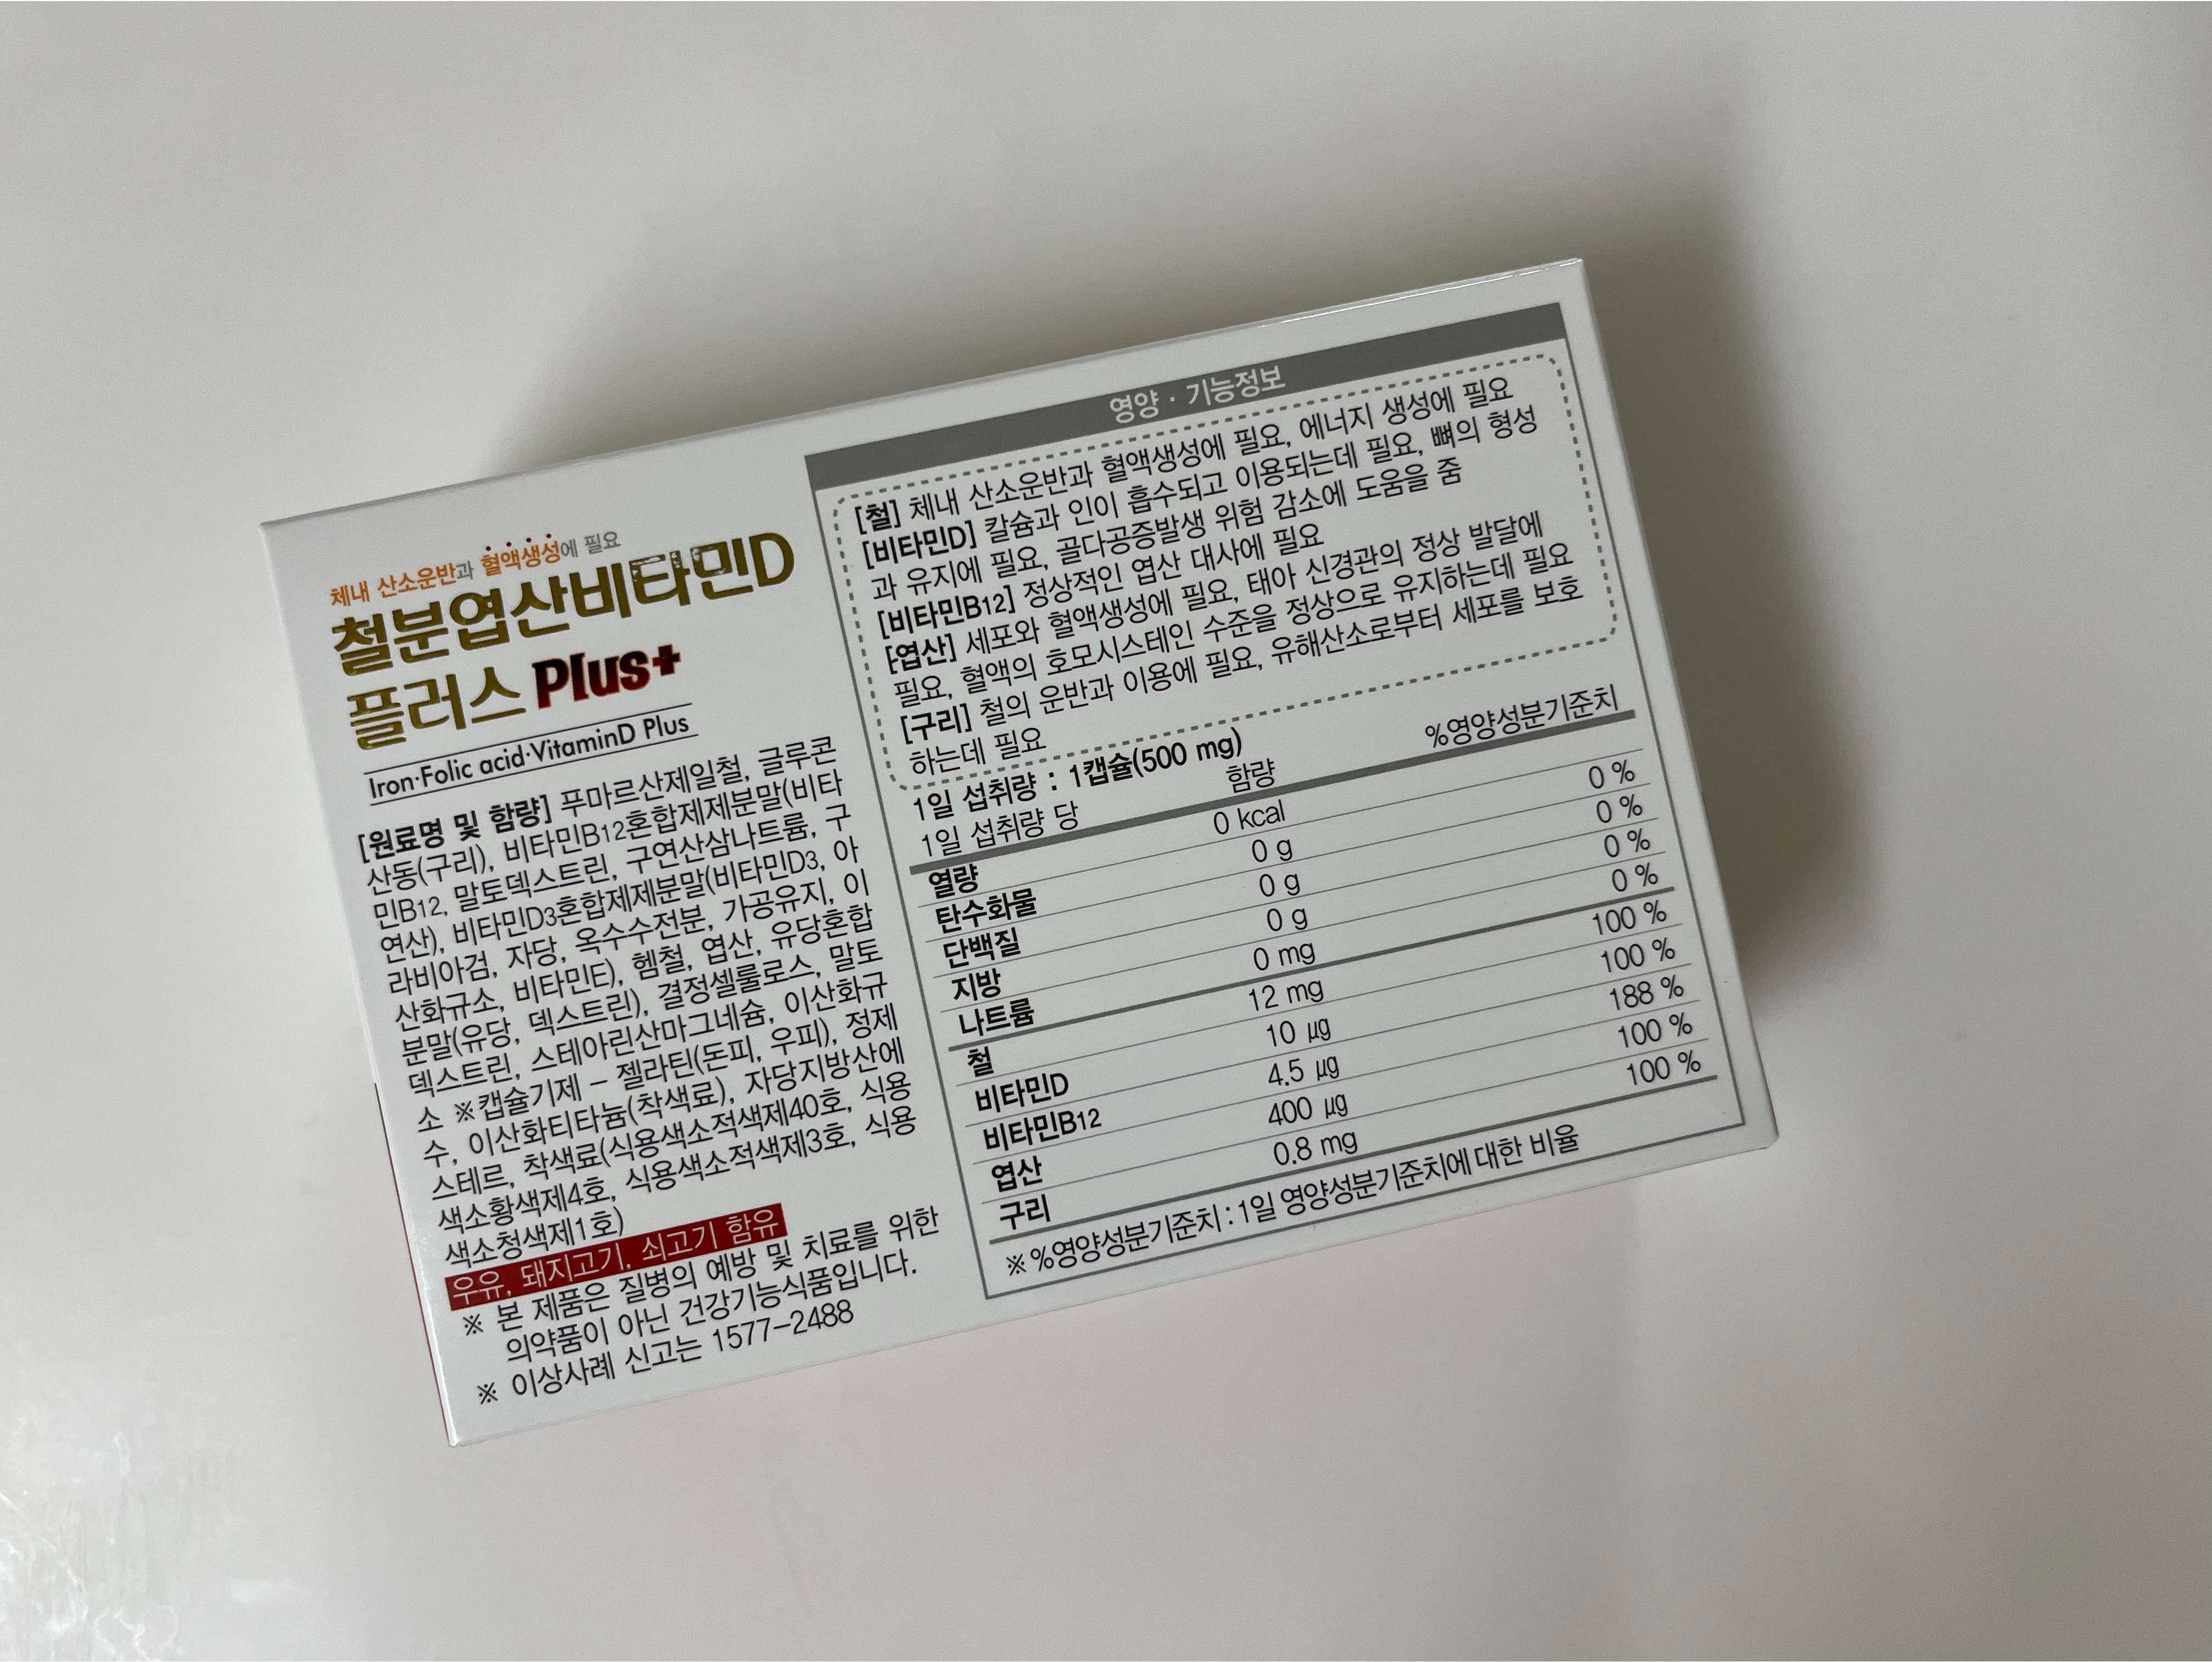 체내 산소운반과 혈액생성에 필요
철분엽산비타민D
플러스 Plus+
Iron·Folic acid·VitaminD Plus
[원료명 및 함량] 푸마르산제일철, 글루콘
산동(구리), 비타민B12혼합제제분말(비타
민B12, 말토덱스트린, 구연산삼나트륨, 구
연산), 비타민D3혼합제제분말(비타민D3, 아
라비아검, 자당, 옥수수전분, 가공유지, 이
산화규소, 비타민E), 헴철, 엽산, 유당혼합
분말(유당, 덱스트린), 결정셀룰로스, 말토
덱스트린, 스테아린산마그네슘, 이산화규
소 ※캡슐기제 - 젤라틴(돈피, 우피), 정제
수, 이산화티타늄(착색료), 자당지방산에
스테르, 착색료(식용색소적색제40호, 식용
색소황색제4호, 식용색소적색제3호, 식용
색소청색제1호)
우유, 돼지고기, 쇠고기 함유
※ 본 제품은 질병의 예방 및 치료를 위한
의약품이 아닌 건강기능식품입니다.
※ 이상사례 신고는 1577-2488
영양 · 기능정보
[철] 체내 산소운반과 혈액생성에 필요, 에너지 생성에 필요
[비타민D] 칼슘과 인이 흡수되고 이용되는데 필요, 뼈의 형성
과 유지에 필요, 골다공증발생 위험 감소에 도움을 줌
[비타민B12] 정상적인 엽산 대사에 필요
[엽산] 세포와 혈액생성에 필요, 태아 신경관의 정상 발달에
필요, 혈액의 호모시스테인 수준을 정상으로 유지하는데 필요
[구리] 철의 운반과 이용에 필요, 유해산소로부터 세포를 보호
하는데 필요
1일 섭취량 : 1캡슐(500 mg)
1일 섭취량 당 함량 %영양성분기준치
열량 0 kcal
탄수화물 0 g 0 %
단백질 0 g 0 %
지방 0 g 0 %
나트륨 0 mg 0 %
철 12 mg 100 %
비타민D 10 µg 100 %
비타민B12 4.5 µg 188 %
엽산 400 µg 100 %
구리 0.8 mg 100 %
※ %영양성분기준치 : 1일 영양성분기준치에 대한 비율